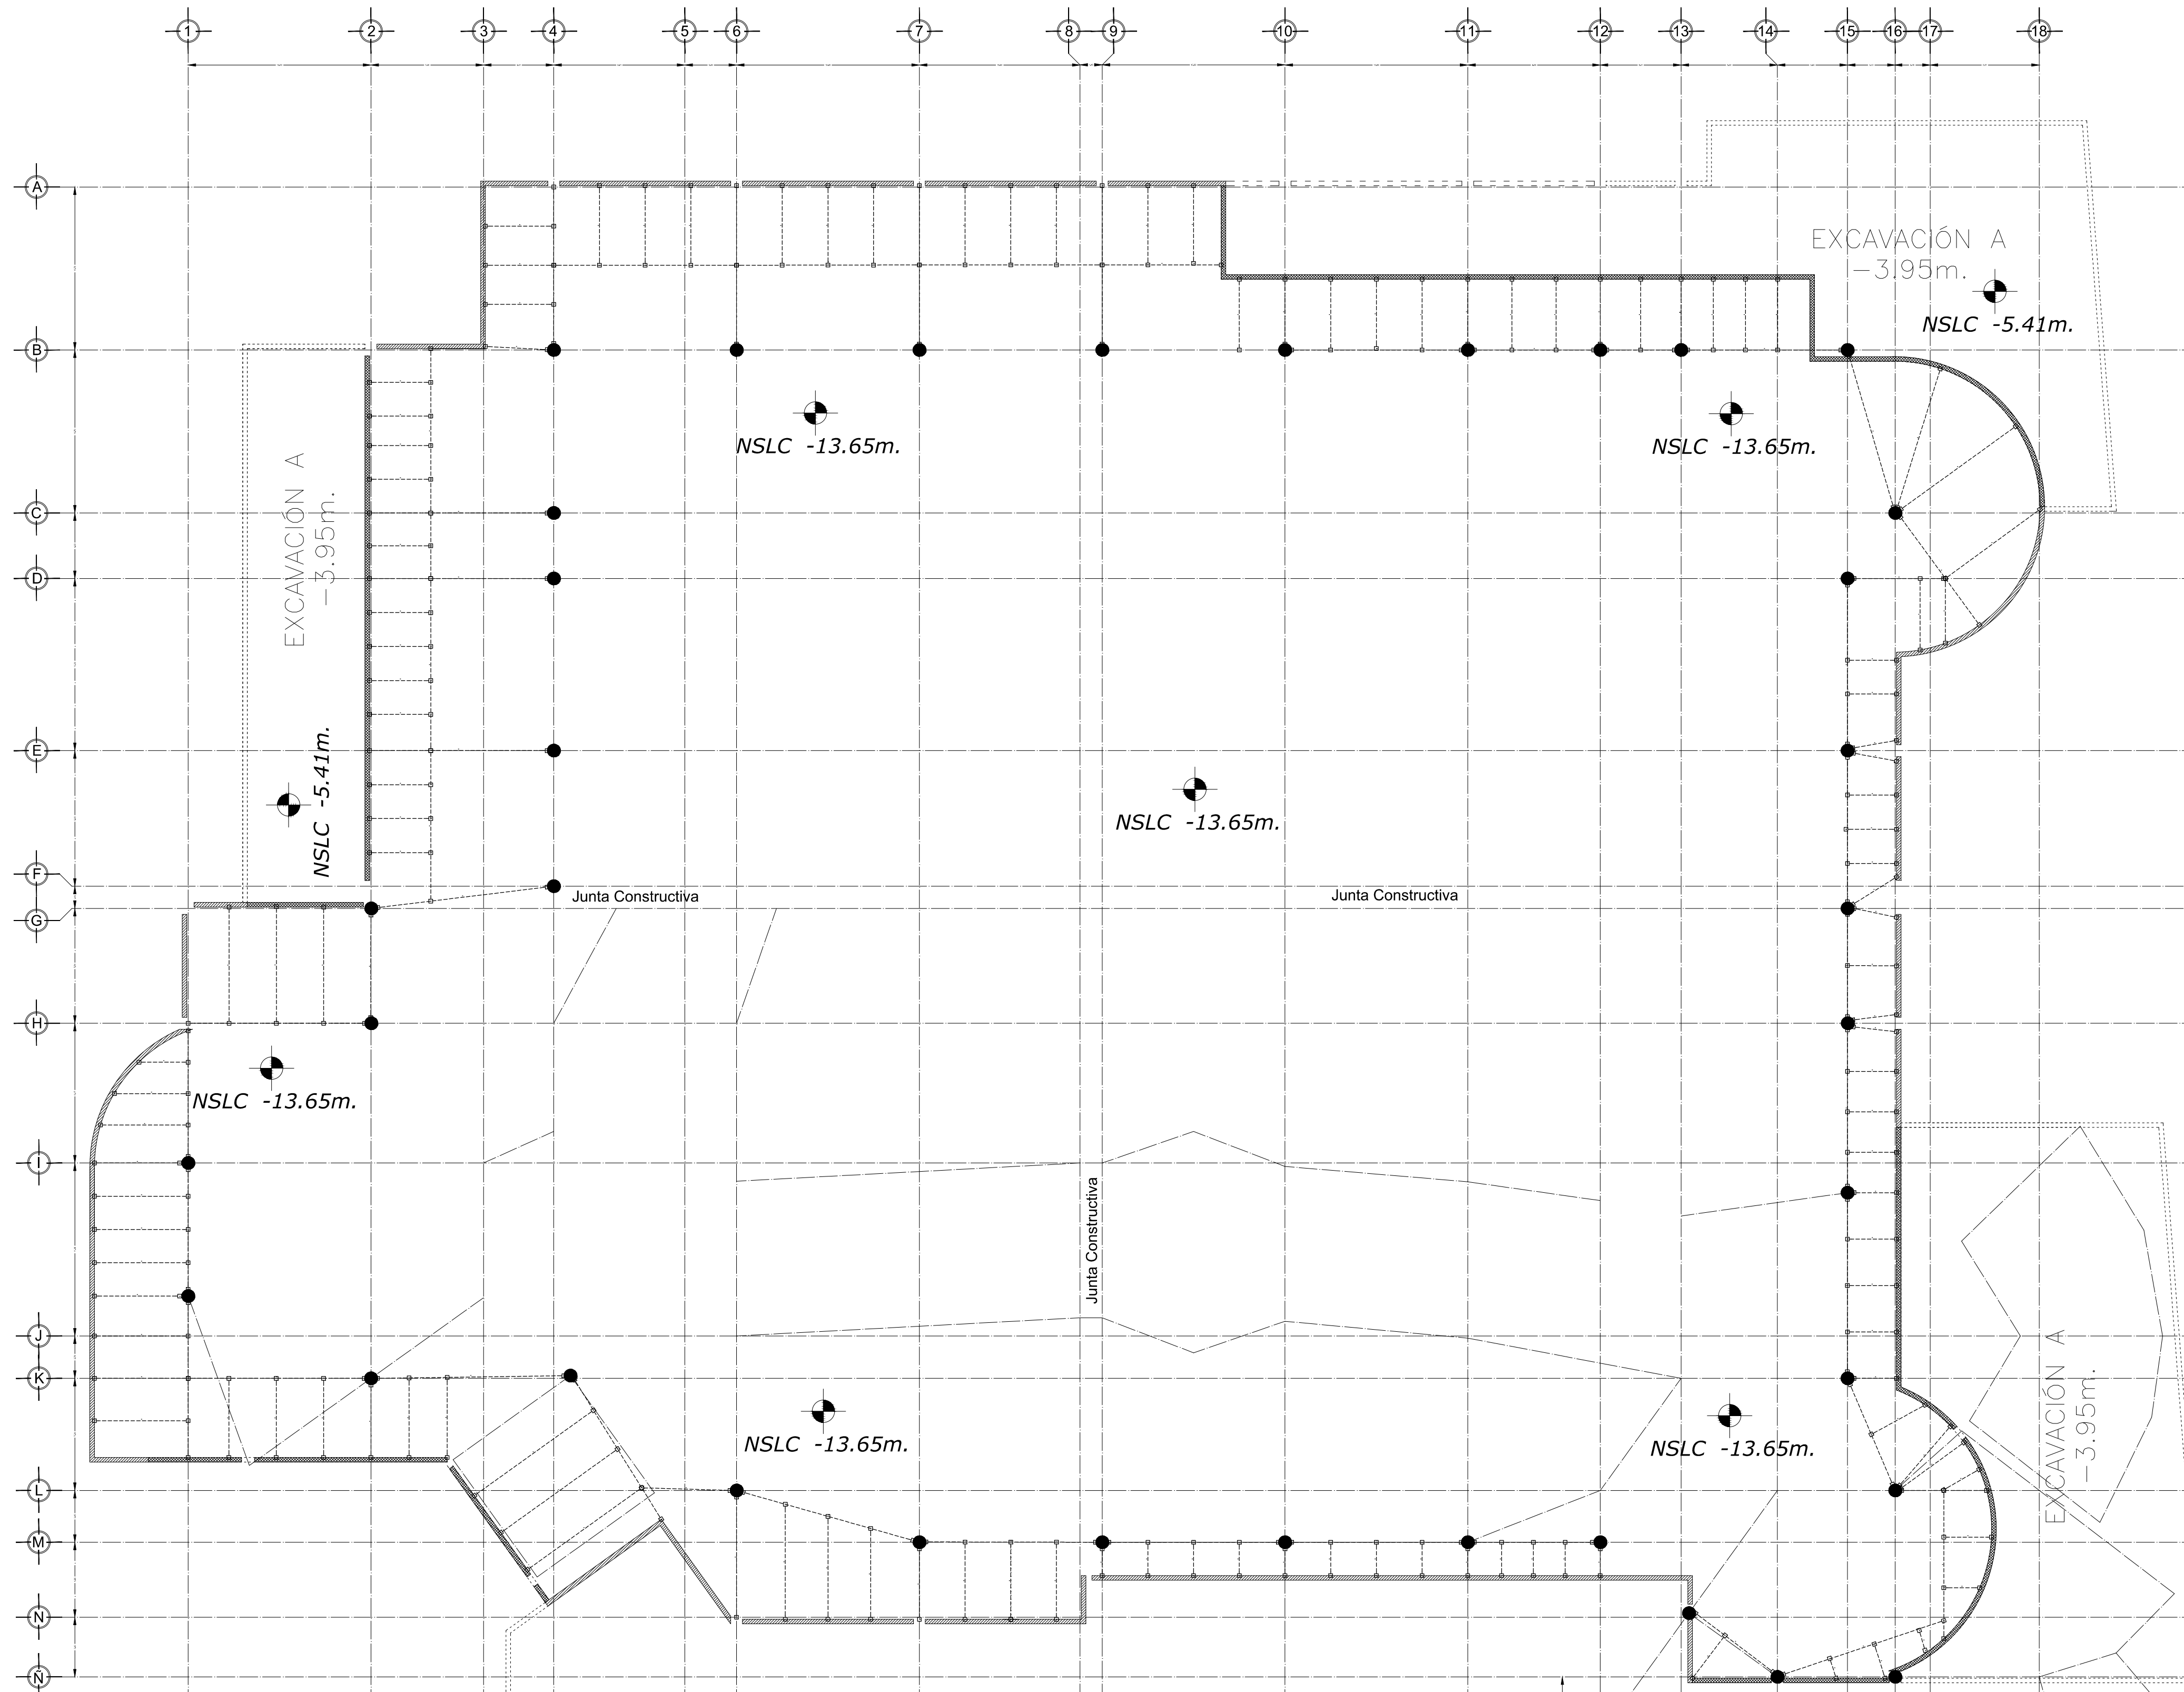 1 2 3 4 5 6 7 8 9 10 11 12 13 14 15 16 17 18
A
EXCAVACIÓN A
-3.95m.
NSLC -5.41m.
B
NSLC -13.65m.
NSLC -13.65m.
EXCAVACIÓN A
-3.95m.
C
D
E
NSLC -5.41m.
NSLC -13.65m.
F
Junta Constructiva
Junta Constructiva
G
H
NSLC -13.65m.
I
Junta Constructiva
J
K
EXCAVACIÓN A
-3.95m.
NSLC -13.65m.
NSLC -13.65m.
L
M
N
Ñ